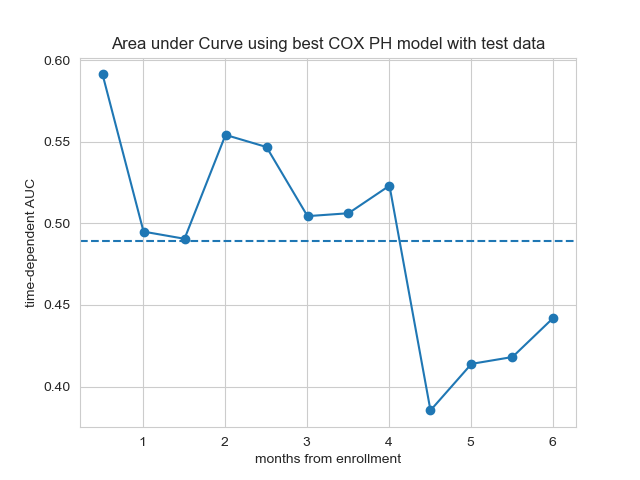 Area under Curve using best COX PH model with test data
0.60
0.55
0.50
0.45
0.40
time-dependent AUC
1 2 3 4 5 6
months from enrollment